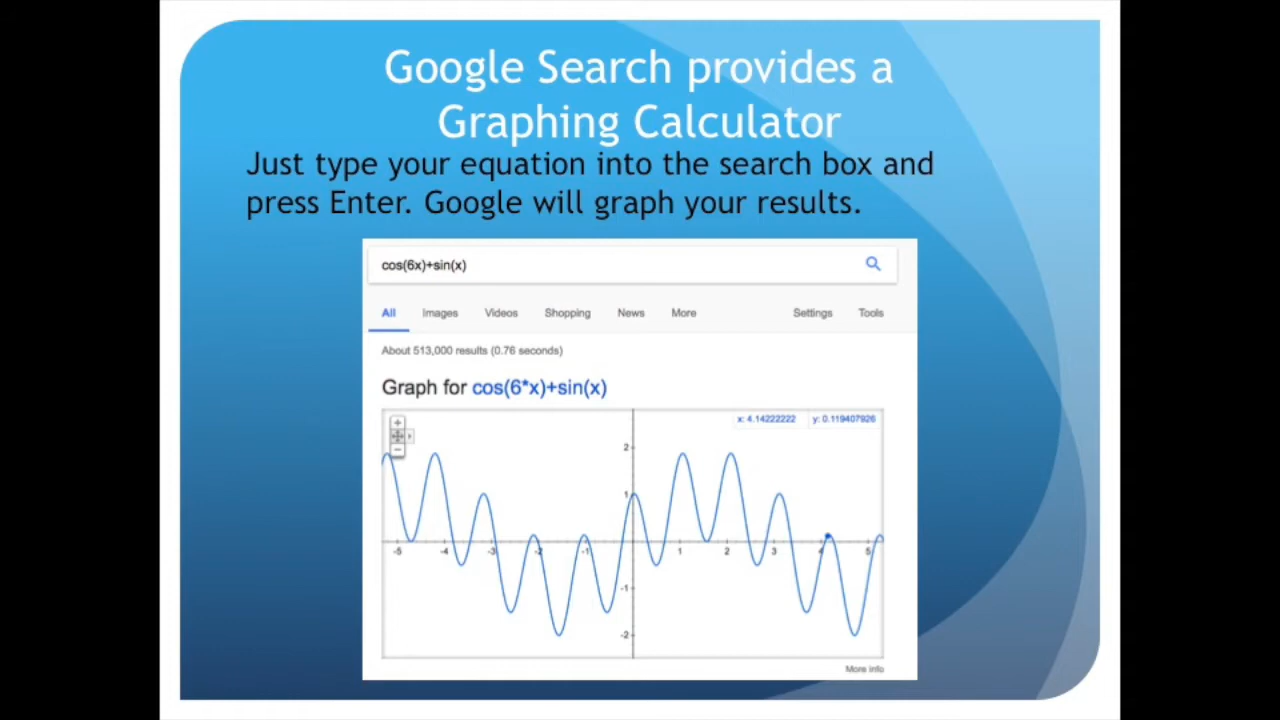 Google Search provides a
Graphing Calculator
Just type your equation into the search box and
press Enter. Google will graph your results.
cos(6x)+sin(x)
All Images Videos Shopping News More Settings Tools
About 513,000 results (0.76 seconds)
Graph for cos(6*x)+sin(x)
x: 4.14222222 y: 0.119407926
2
1
-5 -4 -3 -2 -1 1 2 3 4 5
-1
-2
More info